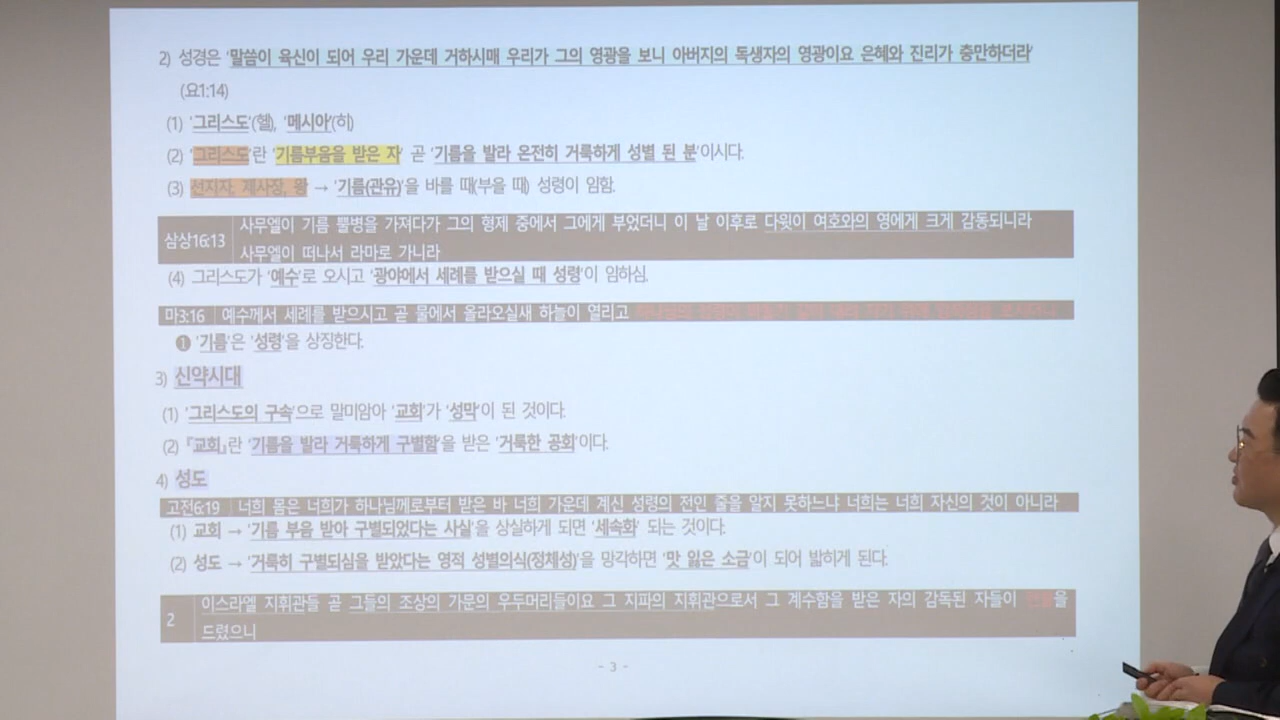 2) 성경은 '말씀이 육신이 되어 우리 가운데 거하시매 우리가 그의 영광을 보니 아버지의 독생자의 영광이요 은혜와 진리가 충만하더라'
(요1:14)
(1) '그리스도'(헬), '메시아'(히)
(2) '그리스도'란 '기름부음을 받은 자' 곧 '기름을 발라 온전히 거룩하게 성별 된 분'이시다.
(3) 선지자, 제사장, 왕 → '기름(관유)'을 바를 때(부을 때) 성령이 임함.
삼상16:13 사무엘이 기름 뿔병을 가져다가 그의 형제 중에서 그에게 부었더니 이 날 이후로 다윗이 여호와의 영에게 크게 감동되니라
사무엘이 떠나서 라마로 가니라
(4) 그리스도가 '예수'로 오시고 '광야에서 세례를 받으실 때 성령'이 임하심.
마3:16 예수께서 세례를 받으시고 곧 물에서 올라오실새 하늘이 열리고
❶ '기름'은 '성령'을 상징한다.
3) 신약시대
(1) '그리스도의 구속'으로 말미암아 '교회'가 '성막'이 된 것이다.
(2) 『교회』란 '기름을 발라 거룩하게 구별함'을 받은 '거룩한 공회'이다.
4) 성도
고전6:19 너희 몸은 너희가 하나님께로부터 받은 바 너희 가운데 계신 성령의 전인 줄을 알지 못하느냐 너희는 너희 자신의 것이 아니라
(1) 교회 → '기름 부음 받아 구별되었다는 사실'을 상실하게 되면 '세속화' 되는 것이다.
(2) 성도 → '거룩히 구별되심을 받았다는 영적 성별의식(정체성)'을 망각하면 '맛 잃은 소금'이 되어 밟히게 된다.
2 이스라엘 지휘관들 곧 그들의 조상의 가문의 우두머리들이요 그 지파의 지휘관으로서 그 계수함을 받은 자의 감독된 자들이 을
드렸으니
- 3 -